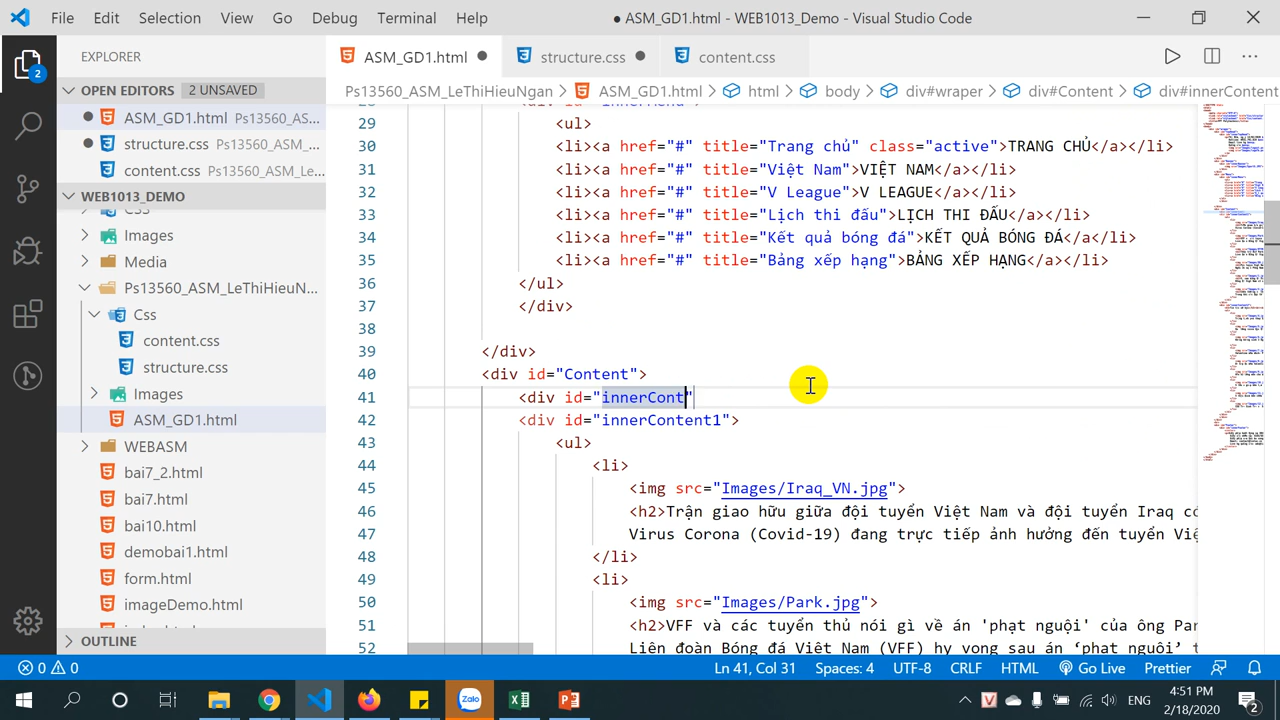 File Edit Selection View Go Debug Terminal Help
● ASM_GD1.html - WEB1013_Demo - Visual Studio Code
EXPLORER
ASM_GD1.html ●
structure.css ●
content.css
2
OPEN EDITORS 2 UNSAVED
Ps13560_ASM_LeThiHieuNgan > ASM_GD1.html > html > body > div#wraper > div#Content > div#innerContent
● ASM_GD1.html Ps13560_AS...
● structure.css Ps13560_ASM_...
content.css Ps13560_ASM_Le...
WEB1013_DEMO
Css
Images
Media
Ps13560_ASM_LeThiHieuN...
Css
content.css
structure.css
Images
ASM_GD1.html
WEBASM
bai7_2.html
bai7.html
bai10.html
demobai1.html
form.html
imageDemo.html
OUTLINE
28 <div id="innerMenu">
29 <ul>
30 <li><a href="#" title="Trang chủ" class="active">TRANG CHỦ</a></li>
31 <li><a href="#" title="Việt Nam">VIỆT NAM</a></li>
32 <li><a href="#" title="V League">V LEAGUE</a></li>
33 <li><a href="#" title="Lịch thi đấu">LỊCH THI ĐẤU</a></li>
34 <li><a href="#" title="Kết quả bóng đá">KẾT QUẢ BÓNG ĐÁ</a</li>
35 <li><a href="#" title="Bảng xếp hạng">BẢNG XẾP HẠNG</a></li>
36 </ul>
37 </div>
38
39 </div>
40 <div id="Content">
41 <div id="innerCont"
42 <div id="innerContent1">
43 <ul>
44 <li>
45 <img src="Images/Iraq_VN.jpg">
46 <h2>Trận giao hữu giữa đội tuyển Việt Nam và đội tuyển Iraq
47 Virus Corona (Covid-19) đang trực tiếp ảnh hưởng đến tuyển
48 </li>
49 <li>
50 <img src="Images/Park.jpg">
51 <h2>VFF và các tuyển thủ nói gì về án 'phạt nguội' của ông
52 Liên đoàn Bóng đá Việt Nam (VFF) hy vọng sau án ‘phạt nguội’
0 0
Ln 41, Col 31 Spaces: 4 UTF-8 CRLF HTML Go Live Prettier
Zalo
ENG
4:51 PM
2/18/2020
2